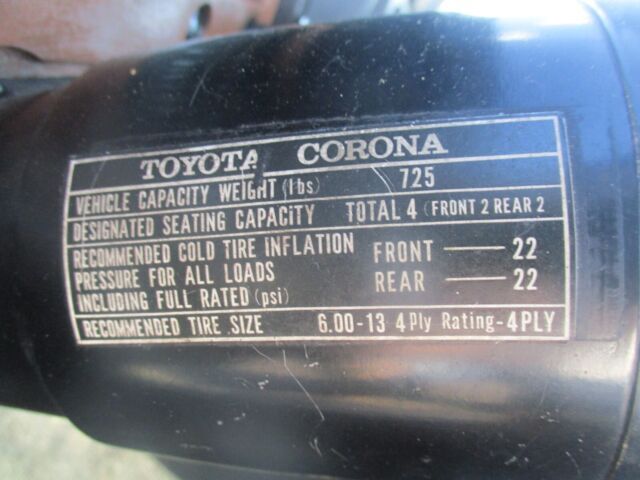 TOYOTA CORONA
VEHICLE CAPACITY WEIGHT (lbs) 725
DESIGNATED SEATING CAPACITY TOTAL 4 (FRONT 2 REAR 2
RECOMMENDED COLD TIRE INFLATION
PRESSURE FOR ALL LOADS
INCLUDING FULL RATED (psi)
FRONT — 22
REAR — 22
RECOMMENDED TIRE SIZE 6.00-13 4Ply Rating-4PLY